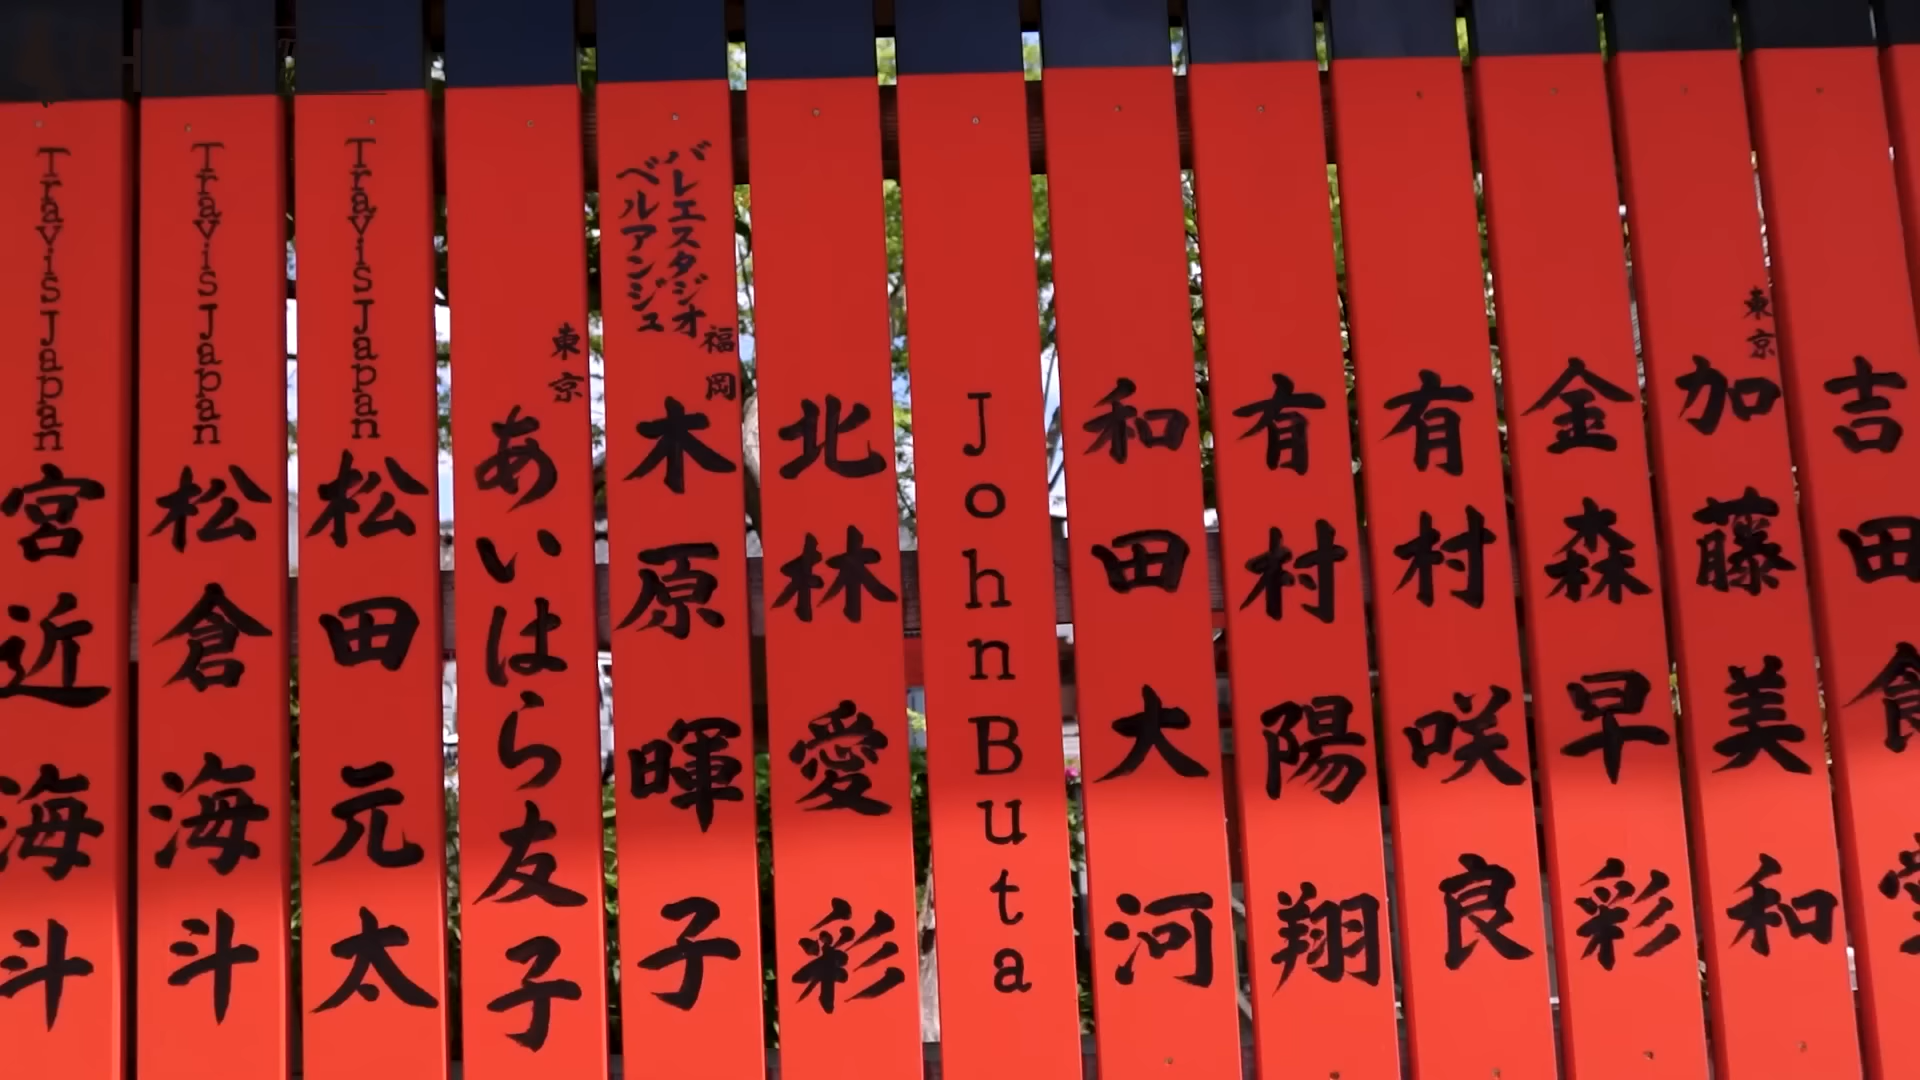 TravisJapan 宮近海斗
TravisJapan 松倉海斗
TravisJapan 松田元太
東京 あいはら友子
福岡 バレエスタジオ ベルアンジュ 木原暉子
北林愛彩
JohnButa
和田大河
有村陽翔
有村咲良
金森早彩
東京 加藤美和
吉田